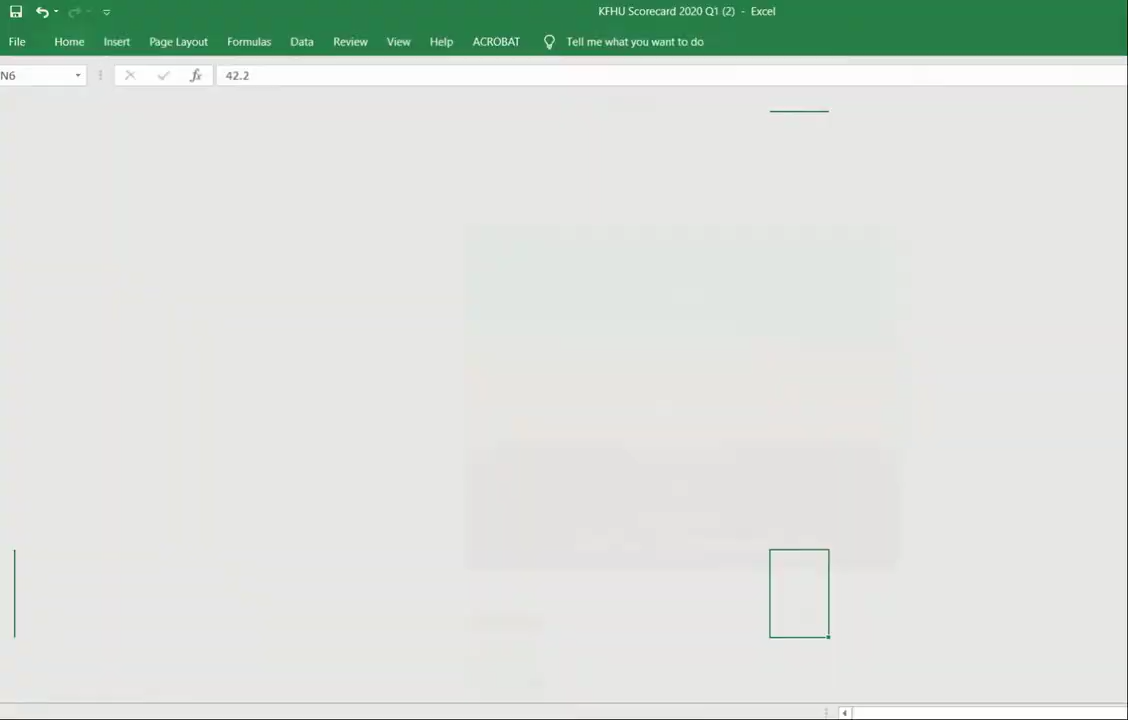 KFHU Scorecard 2020 Q1 (2) - Excel
File Home Insert Page Layout Formulas Data Review View Help ACROBAT Tell me what you want to do
N6 fx 42.2